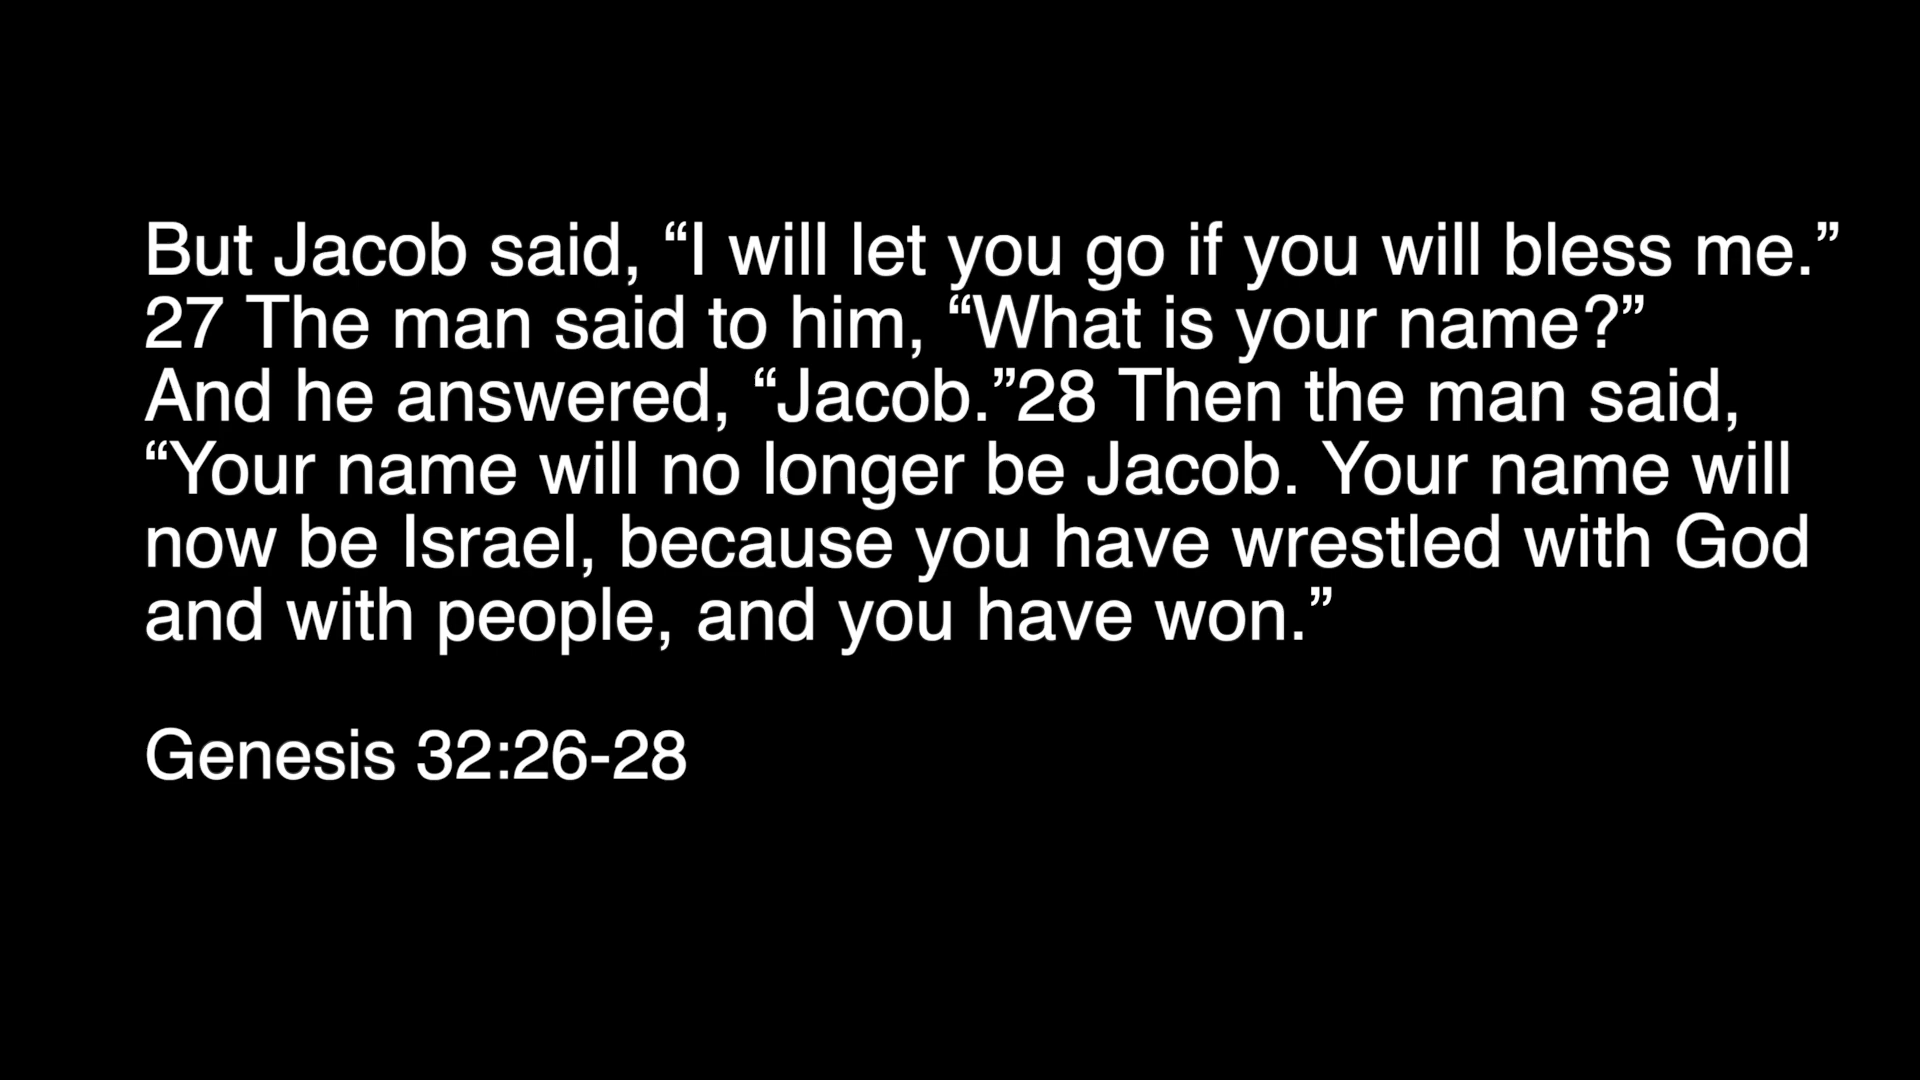 But Jacob said, “I will let you go if you will bless me.”
27 The man said to him, “What is your name?”
And he answered, “Jacob.”28 Then the man said,
“Your name will no longer be Jacob. Your name will
now be Israel, because you have wrestled with God
and with people, and you have won.”
Genesis 32:26-28